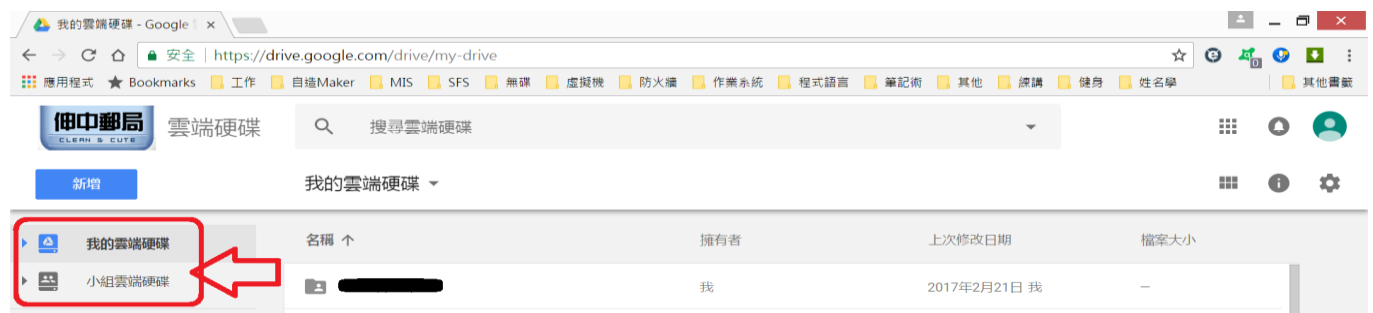 我的雲端硬碟 - Google
安全 | https://drive.google.com/drive/my-drive
應用程式 Bookmarks 工作 自造Maker MIS SFS 無碟 虛擬機 防火牆 作業系統 程式語言 筆記術 其他 練講 健身 姓名學 其他書籤
伸中郵局 雲端硬碟 搜尋雲端硬碟
CLEAN & CUTE
新增 我的雲端硬碟
我的雲端硬碟 名稱 擁有者 上次修改日期 檔案大小
小組雲端硬碟 我 2017年2月21日 我 —